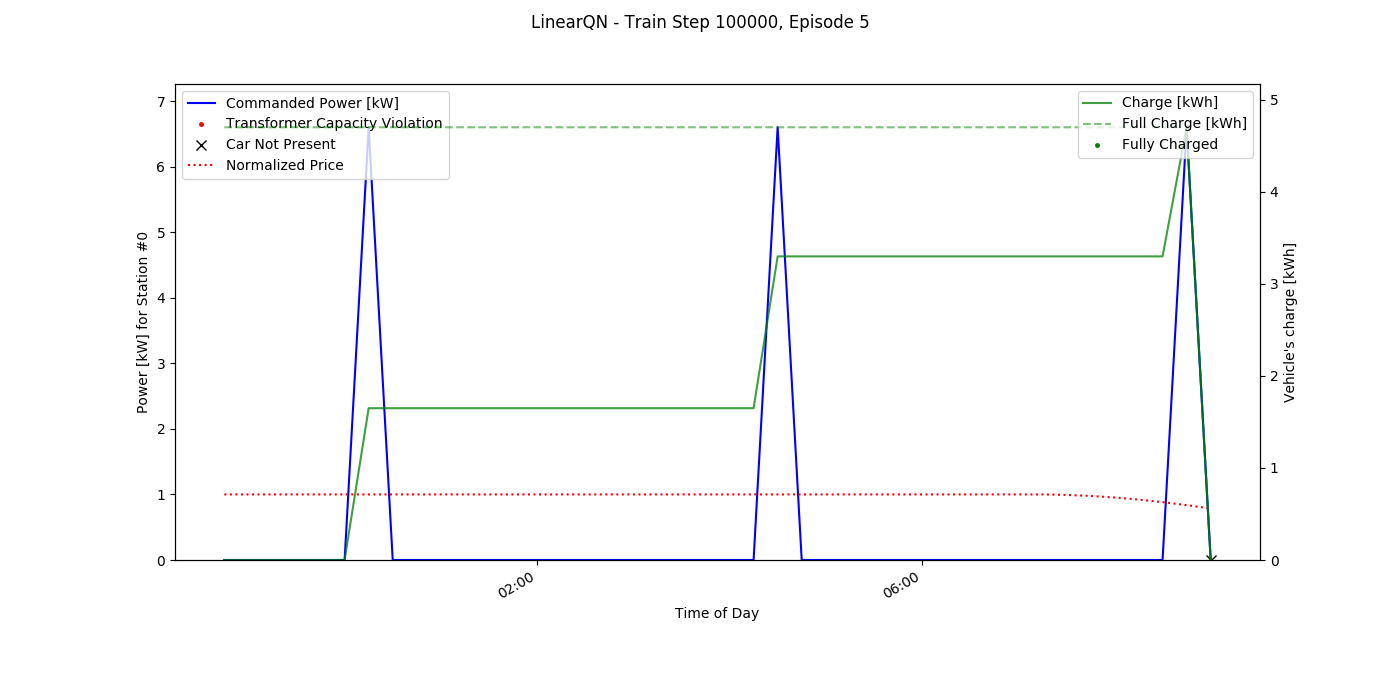 LinearQN - Train Step 100000, Episode 5
Commanded Power [kW]
Transformer Capacity Violation
Car Not Present
Normalized Price
Charge [kWh]
Full Charge [kWh]
Fully Charged
Power [kW] for Station #0
7
6
5
4
3
2
1
0
5
4
3
2
1
0
Vehicle's charge [kWh]
02:00
06:00
Time of Day